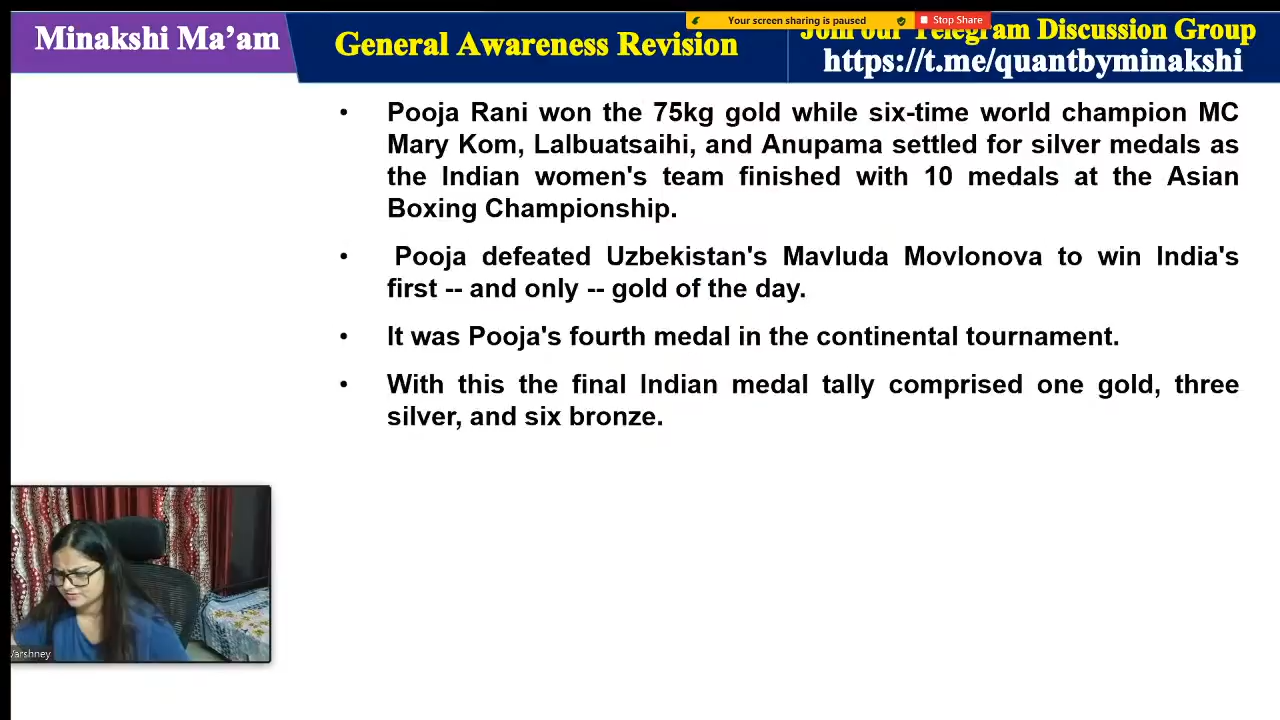 Minakshi Ma’am
General Awareness Revision
Your screen sharing is paused
Stop Share
Join our Telegram Discussion Group
https://t.me/quantbyminakshi
• Pooja Rani won the 75kg gold while six-time world champion MC
Mary Kom, Lalbuatsaihi, and Anupama settled for silver medals as
the Indian women's team finished with 10 medals at the Asian
Boxing Championship.
• Pooja defeated Uzbekistan's Mavluda Movlonova to win India's
first -- and only -- gold of the day.
• It was Pooja's fourth medal in the continental tournament.
• With this the final Indian medal tally comprised one gold, three
silver, and six bronze.
Varshney